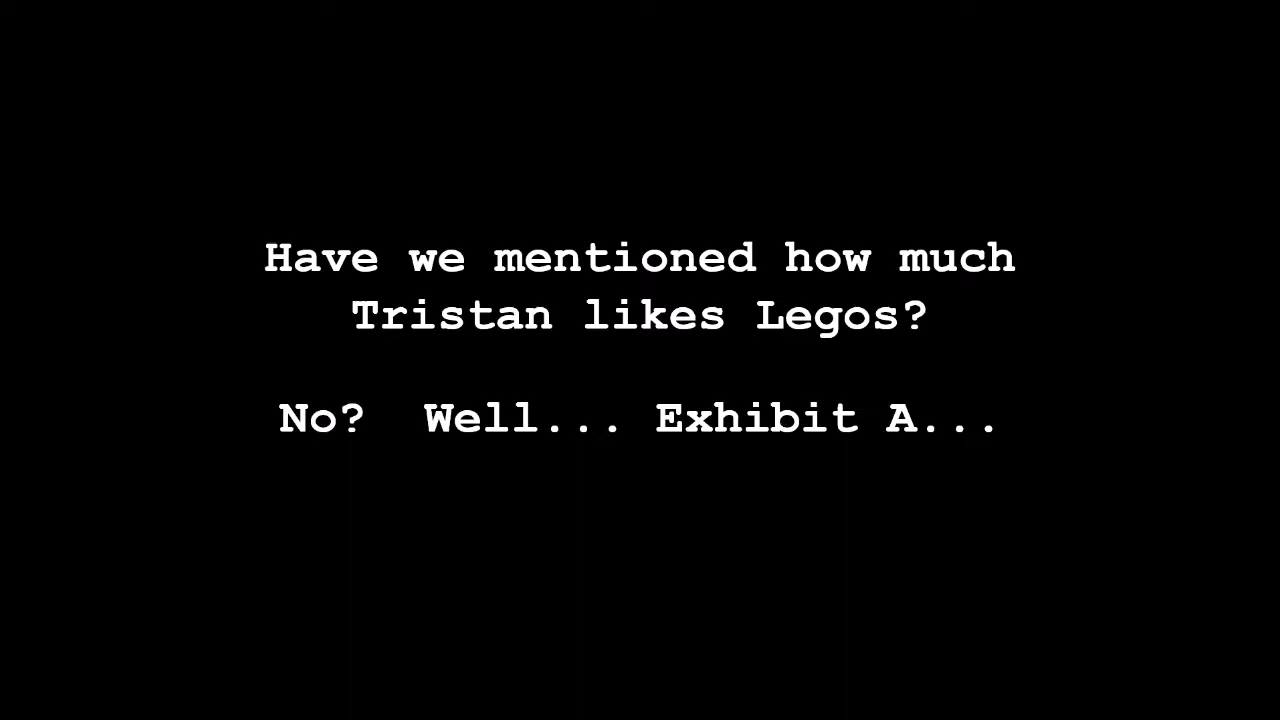 Have we mentioned how much
Tristan likes Legos?
No?  Well... Exhibit A...